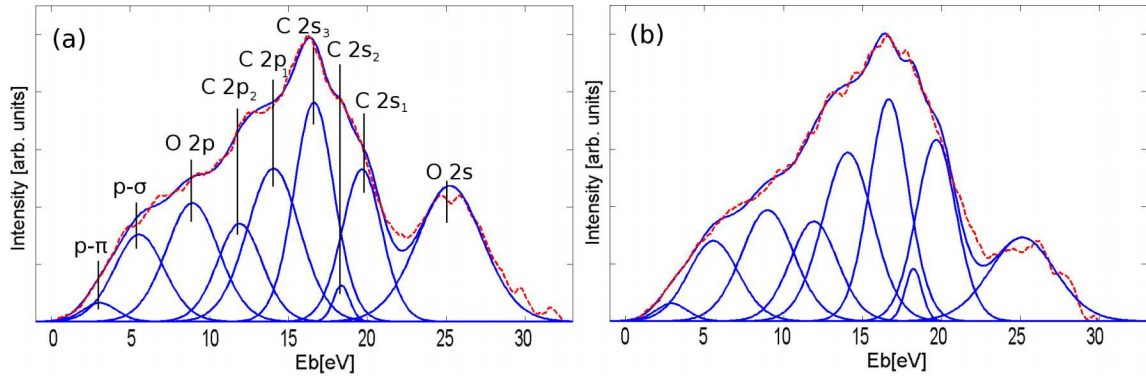 (a)
C 2s₃
C 2s₂
C 2p₁
C 2p₂
C 2s₁
O 2p
O 2s
p-σ
p-π
Intensity [arb. units]
0 5 10 15 20 25 30
Eb[eV]
(b)
Intensity [arb. units]
0 5 10 15 20 25 30
Eb[eV]